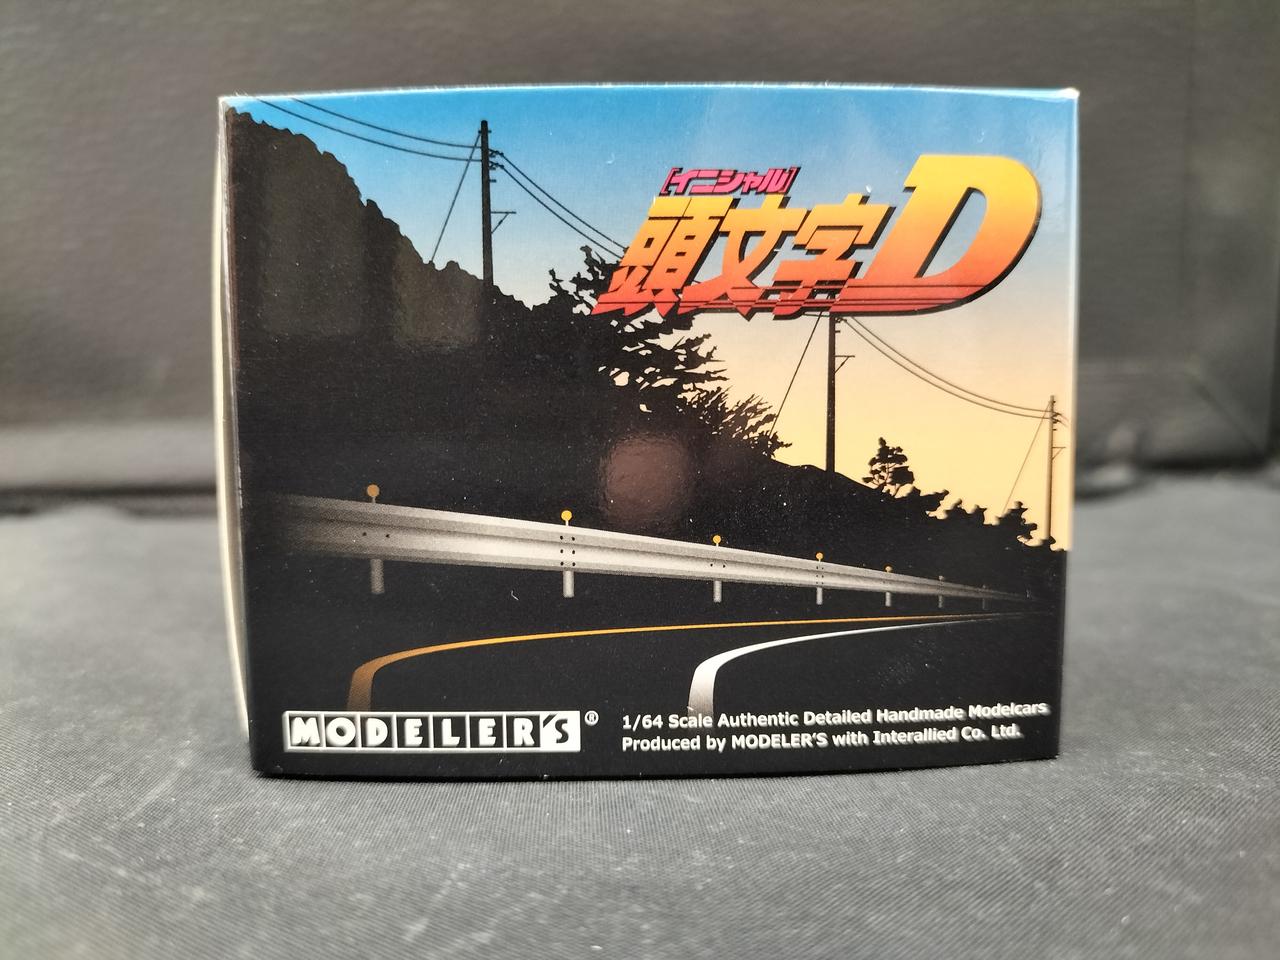 [イニシャル]
頭文字D
MODELER'S®
1/64 Scale Authentic Detailed Handmade Modelcars
Produced by MODELER'S with Interallied Co. Ltd.